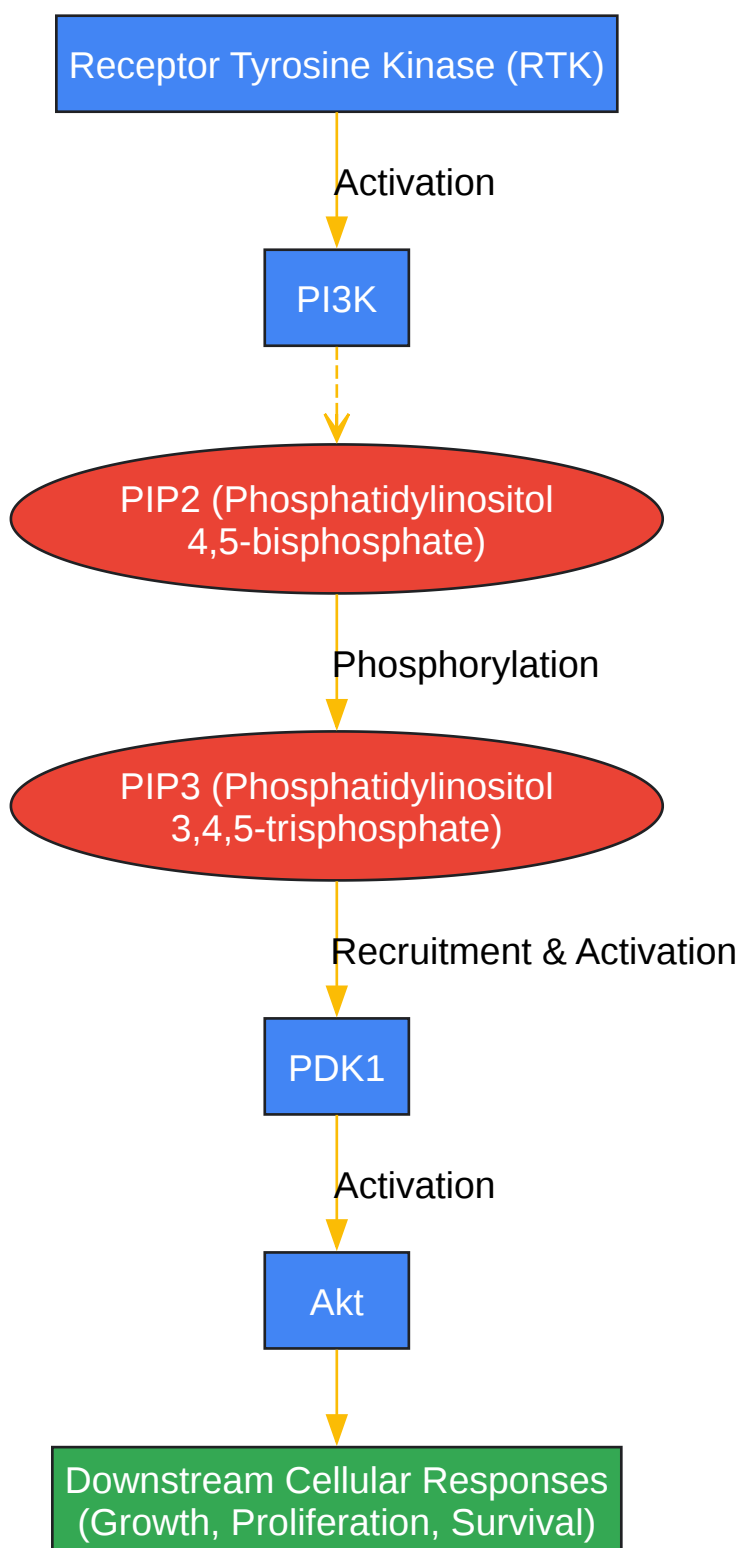 Receptor Tyrosine Kinase (RTK)
Activation
PI3K
PIP2 (Phosphatidylinositol
4,5-bisphosphate)
Phosphorylation
PIP3 (Phosphatidylinositol
3,4,5-trisphosphate)
Recruitment & Activation
PDK1
Activation
Akt
Downstream Cellular Responses
(Growth, Proliferation, Survival)